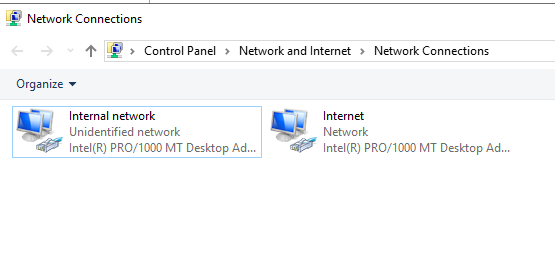 Network Connections
Control Panel > Network and Internet > Network Connections
Organize
Internal network
Unidentified network
Intel(R) PRO/1000 MT Desktop Ad...
Internet
Network
Intel(R) PRO/1000 MT Desktop Ad...